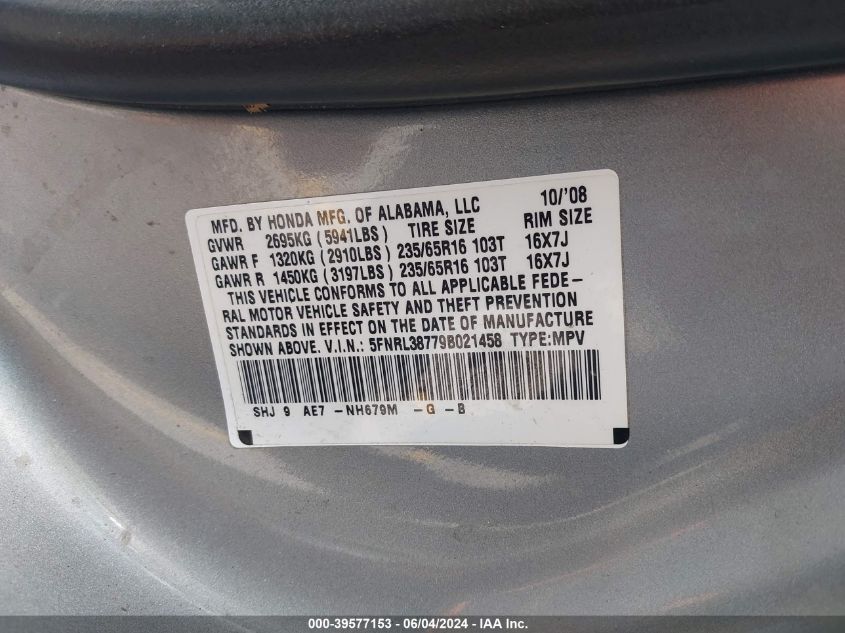 MFD. BY HONDA MFG. OF ALABAMA, LLC 10/'08
GVWR 2695KG (5941LBS) TIRE SIZE RIM SIZE
GAWR F 1320KG (2910LBS) 235/65R16 103T 16X7J
GAWR R 1450KG (3197LBS) 235/65R16 103T 16X7J
THIS VEHICLE CONFORMS TO ALL APPLICABLE FEDE-
RAL MOTOR VEHICLE SAFETY AND THEFT PREVENTION
STANDARDS IN EFFECT ON THE DATE OF MANUFACTURE
SHOWN ABOVE. V.I.N.: 5FNRL38779B021458 TYPE:MPV
SHJ 9 AE7 -NH679M -G -B
000-39577153 - 06/04/2024 - IAA Inc.